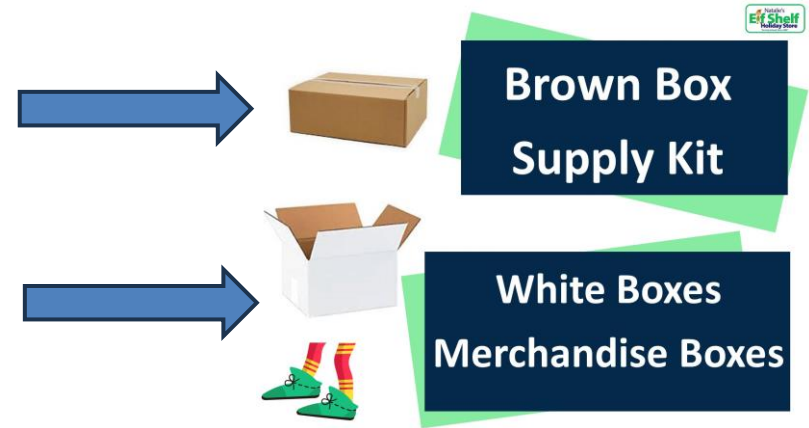 Natalie's
Elf Shelf
Holiday Store
Brown Box
Supply Kit
White Boxes
Merchandise Boxes